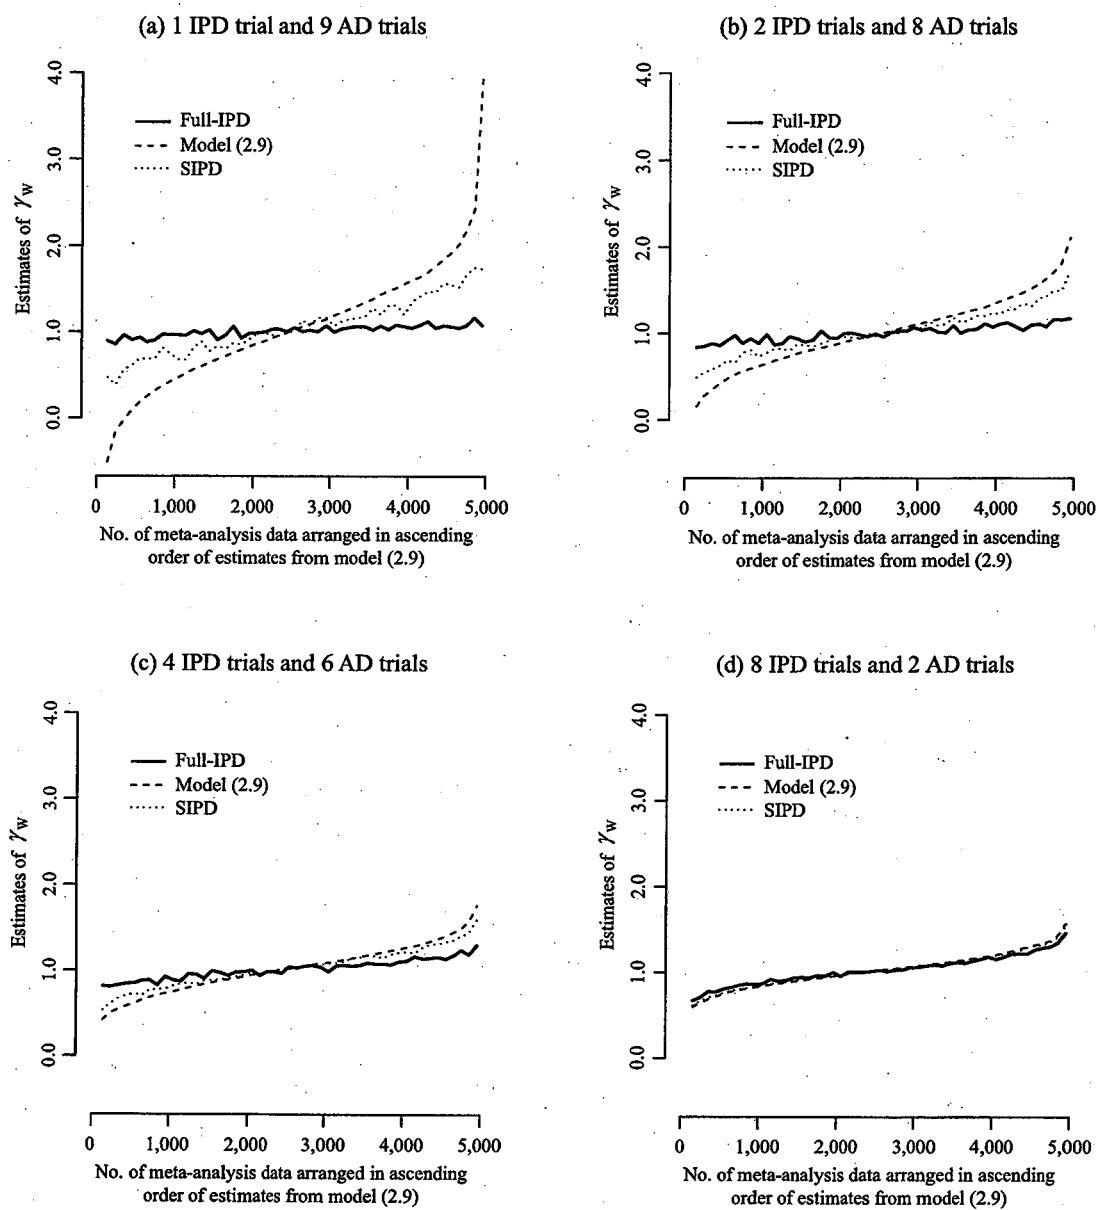 (a) 1 IPD trial and 9 AD trials
4.0
3.0
2.0
1.0
0.0
Estimates of γw
Full-IPD
Model (2.9)
SIPD
0 1,000 2,000 3,000 4,000 5,000
No. of meta-analysis data arranged in ascending
order of estimates from model (2.9)
(b) 2 IPD trials and 8 AD trials
4.0
3.0
2.0
1.0
0.0
Estimates of γw
Full-IPD
Model (2.9)
SIPD
0 1,000 2,000 3,000 4,000 5,000
No. of meta-analysis data arranged in ascending
order of estimates from model (2.9)
(c) 4 IPD trials and 6 AD trials
4.0
3.0
2.0
1.0
0.0
Estimates of γw
Full-IPD
Model (2.9)
SIPD
0 1,000 2,000 3,000 4,000 5,000
No. of meta-analysis data arranged in ascending
order of estimates from model (2.9)
(d) 8 IPD trials and 2 AD trials
4.0
3.0
2.0
1.0
0.0
Estimates of γw
Full-IPD
Model (2.9)
SIPD
0 1,000 2,000 3,000 4,000 5,000
No. of meta-analysis data arranged in ascending
order of estimates from model (2.9)